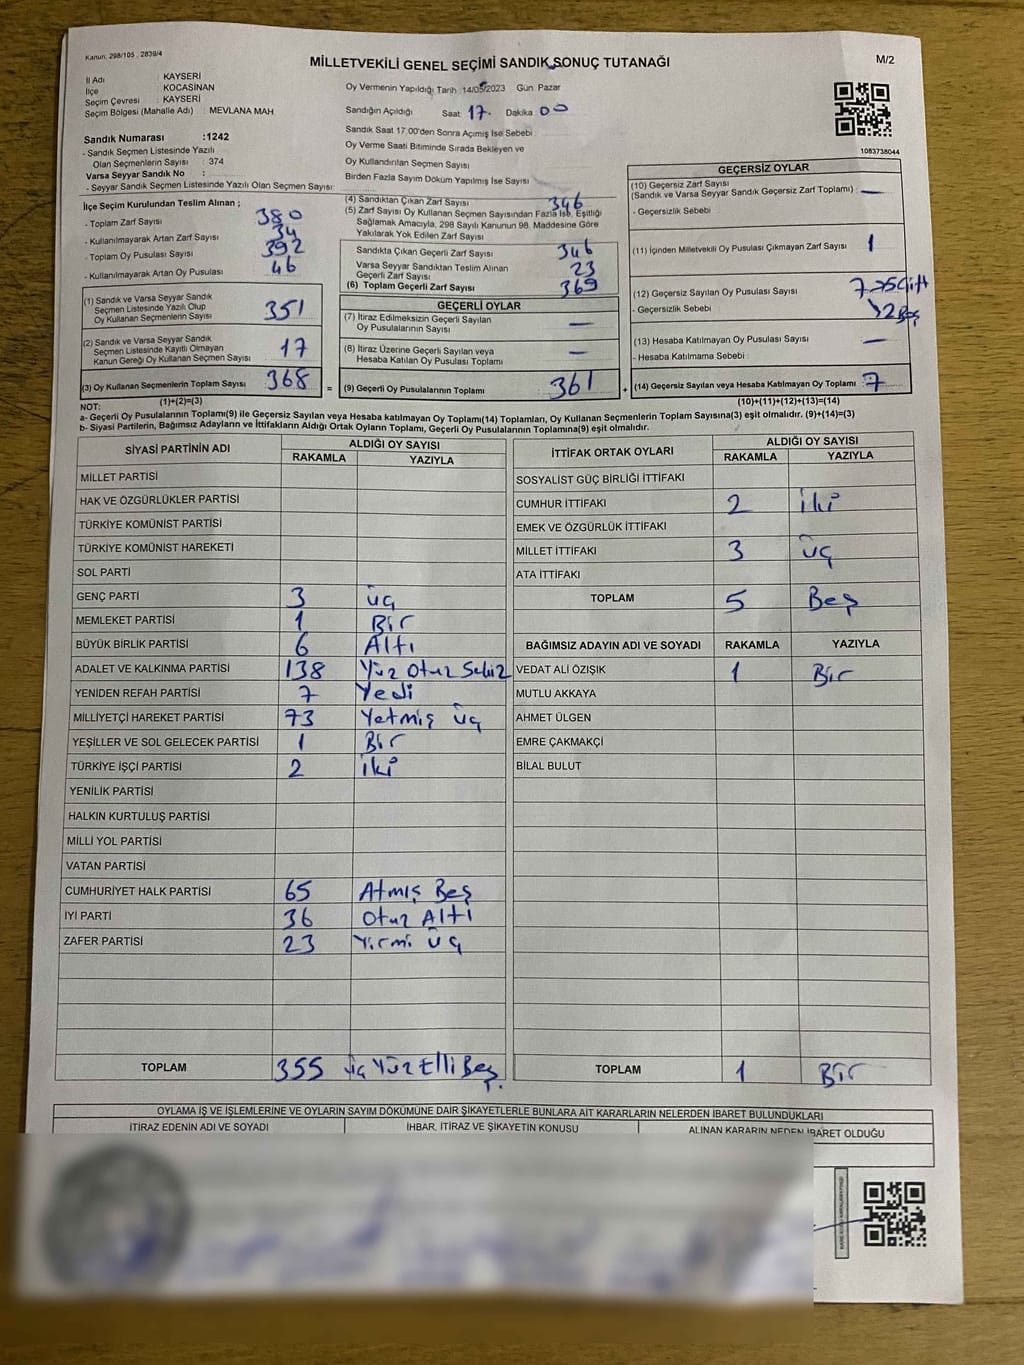 Kanun: 298/105 , 2839/4
MİLLETVEKİLİ GENEL SEÇİMİ SANDIK SONUÇ TUTANAĞI
M/2
İl Adı : KAYSERİ
İlçe : KOCASİNAN
Seçim Çevresi : KAYSERİ
Seçim Bölgesi (Mahalle Adı) : MEVLANA MAH
Sandık Numarası :1242
- Sandık Seçmen Listesinde Yazılı
Olan Seçmenlerin Sayısı : 374
Varsa Seyyar Sandık No :
- Seyyar Sandık Seçmen Listesinde Yazılı Olan Seçmen Sayısı:
Oy Vermenin Yapıldığı Tarih 14/05/2023 Gün Pazar
Sandığın Açıldığı Saat 17. Dakika 00
Sandık Saat 17.00'den Sonra Açımış İse Sebebi
Oy Verme Saati Bitiminde Sırada Bekleyen ve
Oy Kullandırılan Seçmen Sayısı
Birden Fazla Sayım Döküm Yapılmış İse Sayısı
1083738044
İlçe Seçim Kurulundan Teslim Alınan ;
- Toplam Zarf Sayısı 380
- Kullanılmayarak Artan Zarf Sayısı 34
- Toplam Oy Pusulası Sayısı 392
- Kullanılmayarak Artan Oy Pusulası 46
(1) Sandık ve Varsa Seyyar Sandık
Seçmen Listesinde Yazılı Olup
Oy Kullanan Seçmenlerin Sayısı 351
(2) Sandık ve Varsa Seyyar Sandık
Seçmen Listesinde Kayıtlı Olmayan
Kanun Gereği Oy Kullanan Seçmen Sayısı 17
(3) Oy Kullanan Seçmenlerin Toplam Sayısı 368
(1)+(2)=(3)
(4) Sandıktan Çıkan Zarf Sayısı 346
(5) Zarf Sayısı Oy Kullanan Seçmen Sayısından Fazla İse, Eşitliği
Sağlamak Amacıyla, 298 Sayılı Kanunun 98. Maddesine Göre
Yakılarak Yok Edilen Zarf Sayısı
Sandıkta Çıkan Geçerli Zarf Sayısı 346
Varsa Seyyar Sandıktan Teslim Alınan
Geçerli Zarf Sayısı 23
(6) Toplam Geçerli Zarf Sayısı 369
GEÇERLİ OYLAR
(7) İtiraz Edilmeksizin Geçerli Sayılan
Oy Pusulalarının Sayısı —
(8) İtiraz Üzerine Geçerli Sayılan veya
Hesaba Katılan Oy Pusulası Toplamı —
= (9) Geçerli Oy Pusulalarının Toplamı 361 +
GEÇERSİZ OYLAR
(10) Geçersiz Zarf Sayısı
(Sandık ve Varsa Seyyar Sandık Geçersiz Zarf Toplamı) : —
- Geçersizlik Sebebi
(11) İçinden Milletvekili Oy Pusulası Çıkmayan Zarf Sayısı 1
(12) Geçersiz Sayılan Oy Pusulası Sayısı 7
- Geçersizlik Sebebi 2 Boş
(13) Hesaba Katılmayan Oy Pusulası Sayısı —
- Hesaba Katılmama Sebebi
(14) Geçersiz Sayılan veya Hesaba Katılmayan Oy Toplamı 7
(10)+(11)+(12)+(13)=(14)
NOT:
a- Geçerli Oy Pusulalarının Toplamı(9) ile Geçersiz Sayılan veya Hesaba katılmayan Oy Toplamı(14) Toplamları, Oy Kullanan Seçmenlerin Toplam Sayısına(3) eşit olmalıdır. (9)+(14)=(3)
b- Siyasi Partilerin, Bağımsız Adayların ve İttifakların Aldığı Ortak Oyların Toplamı, Geçerli Oy Pusulalarının Toplamına(9) eşit olmalıdır.
SİYASİ PARTİNİN ADI ALDIĞI OY SAYISI
RAKAMLA YAZIYLA
MİLLET PARTİSİ
HAK VE ÖZGÜRLÜKLER PARTİSİ
TÜRKİYE KOMÜNİST PARTİSİ
TÜRKİYE KOMÜNİST HAREKETİ
SOL PARTİ
GENÇ PARTİ 3 üç
MEMLEKET PARTİSİ 1 Bir
BÜYÜK BİRLİK PARTİSİ 6 Altı
ADALET VE KALKINMA PARTİSİ 138 Yüz Otuz Sekiz
YENİDEN REFAH PARTİSİ 7 Yedi
MİLLİYETÇİ HAREKET PARTİSİ 73 Yetmiş üç
YEŞİLLER VE SOL GELECEK PARTİSİ 1 Bir
TÜRKİYE İŞÇİ PARTİSİ 2 iki
YENİLİK PARTİSİ
HALKIN KURTULUŞ PARTİSİ
MİLLİ YOL PARTİSİ
VATAN PARTİSİ
CUMHURİYET HALK PARTİSİ 65 Atmış Beş
İYİ PARTİ 36 Otuz Altı
ZAFER PARTİSİ 23 Yirmi üç
TOPLAM 355 üç Yüz Elli Beş.
İTTİFAK ORTAK OYLARI ALDIĞI OY SAYISI
RAKAMLA YAZIYLA
SOSYALİST GÜÇ BİRLİĞİ İTTİFAKI
CUMHUR İTTİFAKI 2 iki
EMEK VE ÖZGÜRLÜK İTTİFAKI
MİLLET İTTİFAKI 3 üç
ATA İTTİFAKI
TOPLAM 5 Beş
BAĞIMSIZ ADAYIN ADI VE SOYADI RAKAMLA YAZIYLA
VEDAT ALİ ÖZIŞIK 1 Bir
MUTLU AKKAYA
AHMET ÜLGEN
EMRE ÇAKMAKÇİ
BİLAL BULUT
TOPLAM 1 Bir
OYLAMA İŞ VE İŞLEMLERİNE VE OYLARIN SAYIM DÖKÜMÜNE DAİR ŞİKAYETLERLE BUNLARA AİT KARARLARIN NELERDEN İBARET BULUNDUKLARI
İTİRAZ EDENİN ADI VE SOYADI İHBAR, İTİRAZ VE ŞİKAYETİN KONUSU ALINAN KARARIN NEDEN İBARET OLDUĞU